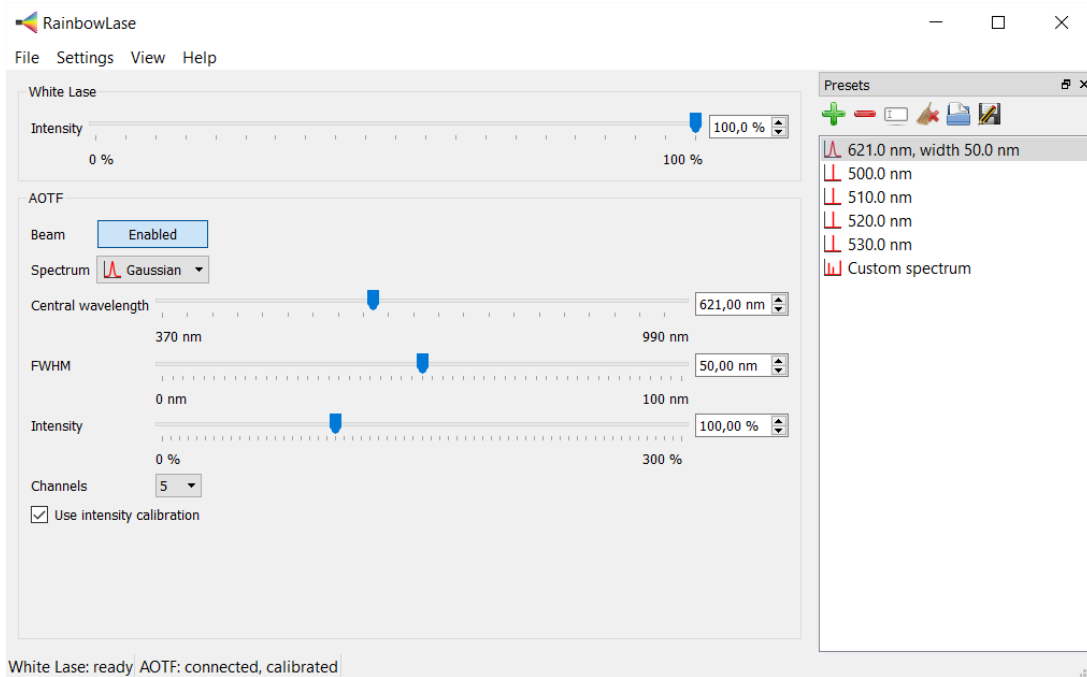 RainbowLase
File Settings View Help
White Lase
Intensity 100,0 %
0 % 100 %
AOTF
Beam Enabled
Spectrum Gaussian
Central wavelength 621,00 nm
370 nm 990 nm
FWHM 50,00 nm
0 nm 100 nm
Intensity 100,00 %
0 % 300 %
Channels 5
Use intensity calibration
Presets
621.0 nm, width 50.0 nm
500.0 nm
510.0 nm
520.0 nm
530.0 nm
Custom spectrum
White Lase: ready AOTF: connected, calibrated